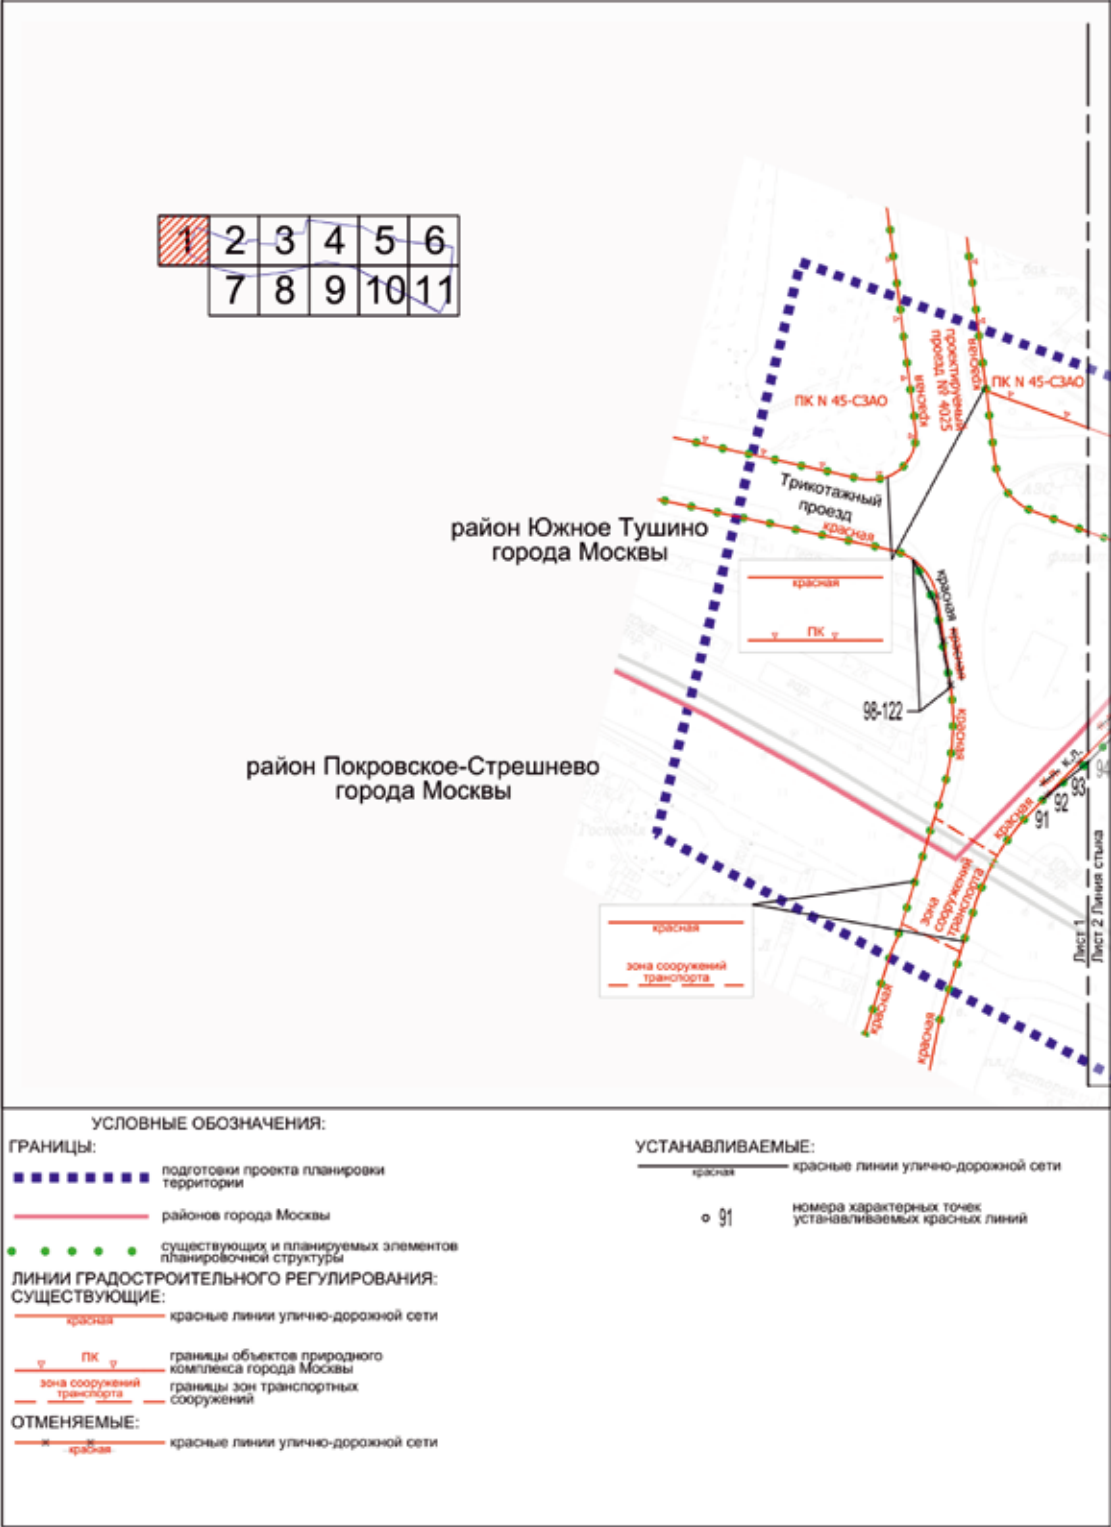 1 2 3 4 5 6
7 8 9 10 11
ПК N 45-СЗАО
красная
проектируемый
проезд № 4025
красная
ПК N 45-СЗАО
Трикотажный
проезд
красная
район Южное Тушино
города Москвы
красная
ПК
красная
красная
98-122
красная
район Покровское-Стрешнево
города Москвы
к.л. к.л.
94
93
92
91
красная
зона
сооружений
транспорта
красная
зона сооружений
транспорта
красная
красная
Лист 1
Лист 2 Линия стыка
УСЛОВНЫЕ ОБОЗНАЧЕНИЯ:
ГРАНИЦЫ:
подготовки проекта планировки
территории
районов города Москвы
существующих и планируемых элементов
планировочной структуры
ЛИНИИ ГРАДОСТРОИТЕЛЬНОГО РЕГУЛИРОВАНИЯ:
СУЩЕСТВУЮЩИЕ:
красная
красные линии улично-дорожной сети
ПК
границы объектов природного
комплекса города Москвы
зона сооружений
транспорта
границы зон транспортных
сооружений
ОТМЕНЯЕМЫЕ:
красная
красные линии улично-дорожной сети
УСТАНАВЛИВАЕМЫЕ:
красная
красные линии улично-дорожной сети
91
номера характерных точек
устанавливаемых красных линий